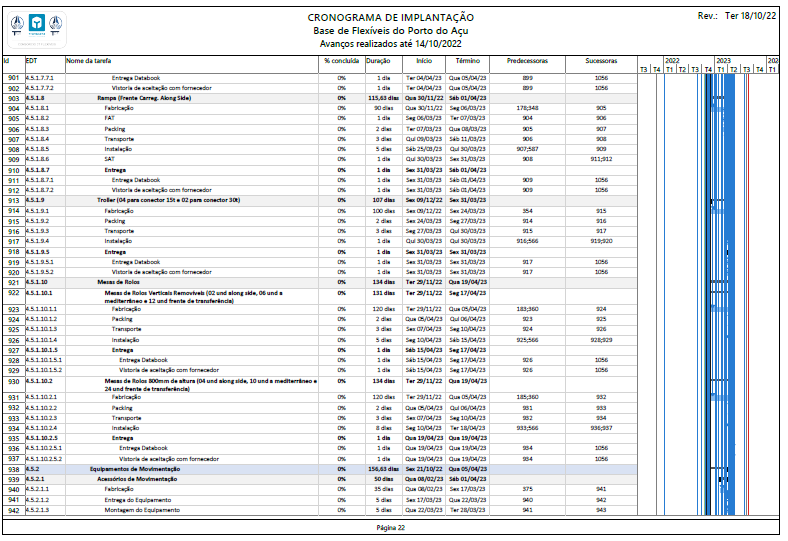 CRONOGRAMA DE IMPLANTAÇÃO
Base de Flexíveis do Porto do Açu
Avanços realizados até 14/10/2022
Rev.: Ter 18/10/22
Id EDT Nome da tarefa % concluída Duração Início Término Predecessoras Sucessoras 2022 2023 202
T3 T4 T1 T2 T3 T4 T1 T2 T3 T4 T1
901 4.5.1.7.7.1 Entrega Databook 0% 1 dia Ter 04/04/23 Qua 05/04/23 899 1056
902 4.5.1.7.7.2 Vistoria de aceitação com fornecedor 0% 1 dia Ter 04/04/23 Qua 05/04/23 899 1056
903 4.5.1.8 Rampa (Frente Carreg. Along Side) 0% 115,63 dias Qua 30/11/22 Sáb 01/04/23
904 4.5.1.8.1 Fabricação 0% 90 dias Qua 30/11/22 Seg 06/03/23 178;348 905
905 4.5.1.8.2 FAT 0% 1 dia Seg 06/03/23 Ter 07/03/23 904 906
906 4.5.1.8.3 Packing 0% 2 dias Ter 07/03/23 Qua 08/03/23 905 907
907 4.5.1.8.4 Transporte 0% 3 dias Qui 09/03/23 Sáb 11/03/23 906 908
908 4.5.1.8.5 Instalação 0% 5 dias Sáb 25/03/23 Qui 30/03/23 907;587 909
909 4.5.1.8.6 SAT 0% 1 dia Qui 30/03/23 Sex 31/03/23 908 911;912
910 4.5.1.8.7 Entrega 0% 1 dia Sex 31/03/23 Sáb 01/04/23
911 4.5.1.8.7.1 Entrega Databook 0% 1 dia Sex 31/03/23 Sáb 01/04/23 909 1056
912 4.5.1.8.7.2 Vistoria de aceitação com fornecedor 0% 1 dia Sex 31/03/23 Sáb 01/04/23 909 1056
913 4.5.1.9 Troller (04 para conector 15t e 02 para conector 30t) 0% 107 dias Sex 09/12/22 Sex 31/03/23
914 4.5.1.9.1 Fabricação 0% 100 dias Sex 09/12/22 Sex 24/03/23 354 915
915 4.5.1.9.2 Packing 0% 2 dias Sex 24/03/23 Seg 27/03/23 914 916
916 4.5.1.9.3 Transporte 0% 3 dias Seg 27/03/23 Qui 30/03/23 915 917
917 4.5.1.9.4 Instalação 0% 1 dia Qui 30/03/23 Qui 30/03/23 916;566 919;920
918 4.5.1.9.5 Entrega 0% 1 dia Sex 31/03/23 Sex 31/03/23
919 4.5.1.9.5.1 Entrega Databook 0% 1 dia Sex 31/03/23 Sex 31/03/23 917 1056
920 4.5.1.9.5.2 Vistoria de aceitação com fornecedor 0% 1 dia Sex 31/03/23 Sex 31/03/23 917 1056
921 4.5.1.10 Mesas de Rolos 0% 134 dias Ter 29/11/22 Qua 19/04/23
922 4.5.1.10.1 Mesas de Rolos Verticais Removíveis (02 und along side, 06 und a 0% 131 dias Ter 29/11/22 Seg 17/04/23
mediterrêneo e 12 und frente de transferência)
923 4.5.1.10.1.1 Fabricação 0% 120 dias Ter 29/11/22 Qua 05/04/23 183;360 924
924 4.5.1.10.1.2 Packing 0% 2 dias Qua 05/04/23 Qui 06/04/23 923 925
925 4.5.1.10.1.3 Transporte 0% 3 dias Sex 07/04/23 Seg 10/04/23 924 926
926 4.5.1.10.1.4 Instalação 0% 5 dias Seg 10/04/23 Sáb 15/04/23 925;566 928;929
927 4.5.1.10.1.5 Entrega 0% 1 dia Sáb 15/04/23 Seg 17/04/23
928 4.5.1.10.1.5.1 Entrega Databook 0% 1 dia Sáb 15/04/23 Seg 17/04/23 926 1056
929 4.5.1.10.1.5.2 Vistoria de aceitação com fornecedor 0% 1 dia Sáb 15/04/23 Seg 17/04/23 926 1056
930 4.5.1.10.2 Mesas de Rolos 800mm de altura (04 und along side, 10 und a mediterrâneo e 0% 134 dias Ter 29/11/22 Qua 19/04/23
24 und frente de transferência)
931 4.5.1.10.2.1 Fabricação 0% 120 dias Ter 29/11/22 Qua 05/04/23 185;360 932
932 4.5.1.10.2.2 Packing 0% 2 dias Qua 05/04/23 Qui 06/04/23 931 933
933 4.5.1.10.2.3 Transporte 0% 3 dias Sex 07/04/23 Seg 10/04/23 932 934
934 4.5.1.10.2.4 Instalação 0% 8 dias Seg 10/04/23 Ter 18/04/23 933;566 936;937
935 4.5.1.10.2.5 Entrega 0% 1 dia Qua 19/04/23 Qua 19/04/23
936 4.5.1.10.2.5.1 Entrega Databook 0% 1 dia Qua 19/04/23 Qua 19/04/23 934 1056
937 4.5.1.10.2.5.2 Vistoria de aceitação com fornecedor 0% 1 dia Qua 19/04/23 Qua 19/04/23 934 1056
938 4.5.2 Equipamentos de Movimentação 0% 156,63 dias Sex 21/10/22 Qua 05/04/23
939 4.5.2.1 Acessórios de Movimentação 0% 50 dias Qua 08/02/23 Sáb 01/04/23
940 4.5.2.1.1 Fabricação 0% 35 dias Qua 08/02/23 Sex 17/03/23 375 941
941 4.5.2.1.2 Entrega do Equipamento 0% 5 dias Sex 17/03/23 Qua 22/03/23 940 942
942 4.5.2.1.3 Montagem do Equipamento 0% 5 dias Qua 22/03/23 Ter 28/03/23 941 943
Página 22